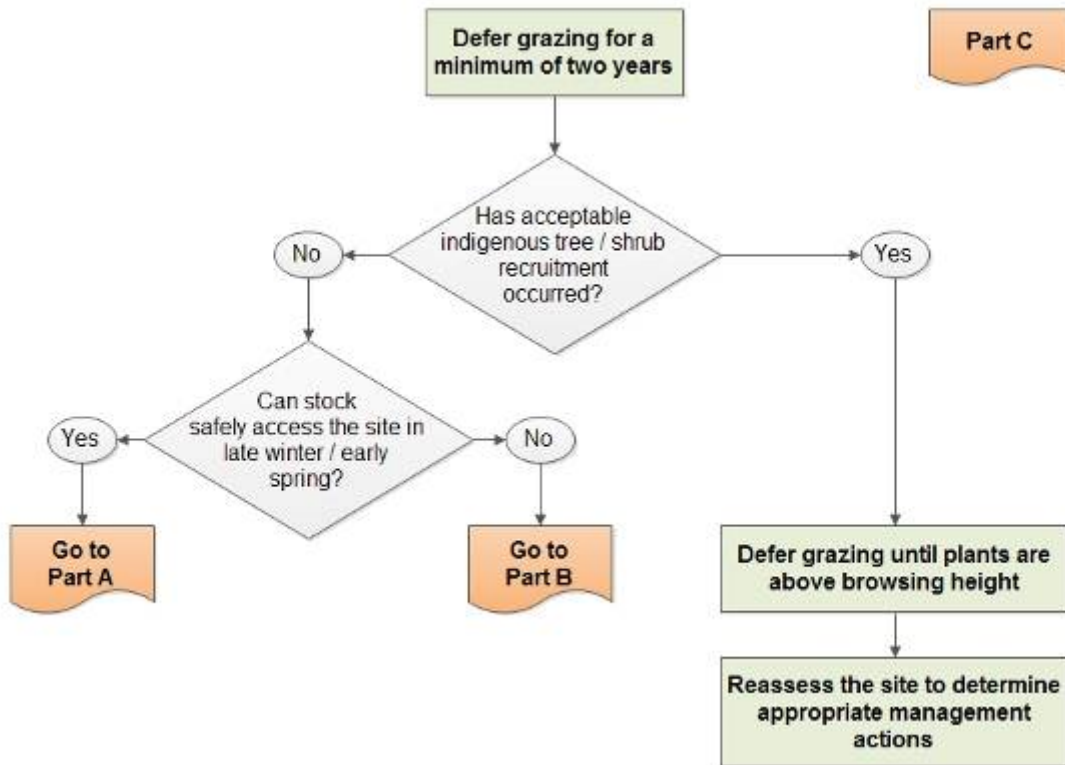 Defer grazing for a
minimum of two years
Part C
Has acceptable
indigenous tree / shrub
recruitment
occurred?
No
Yes
Can stock
safely access the site in
late winter / early
spring?
Yes
No
Go to
Part A
Go to
Part B
Defer grazing until plants are
above browsing height
Reassess the site to determine
appropriate management
actions